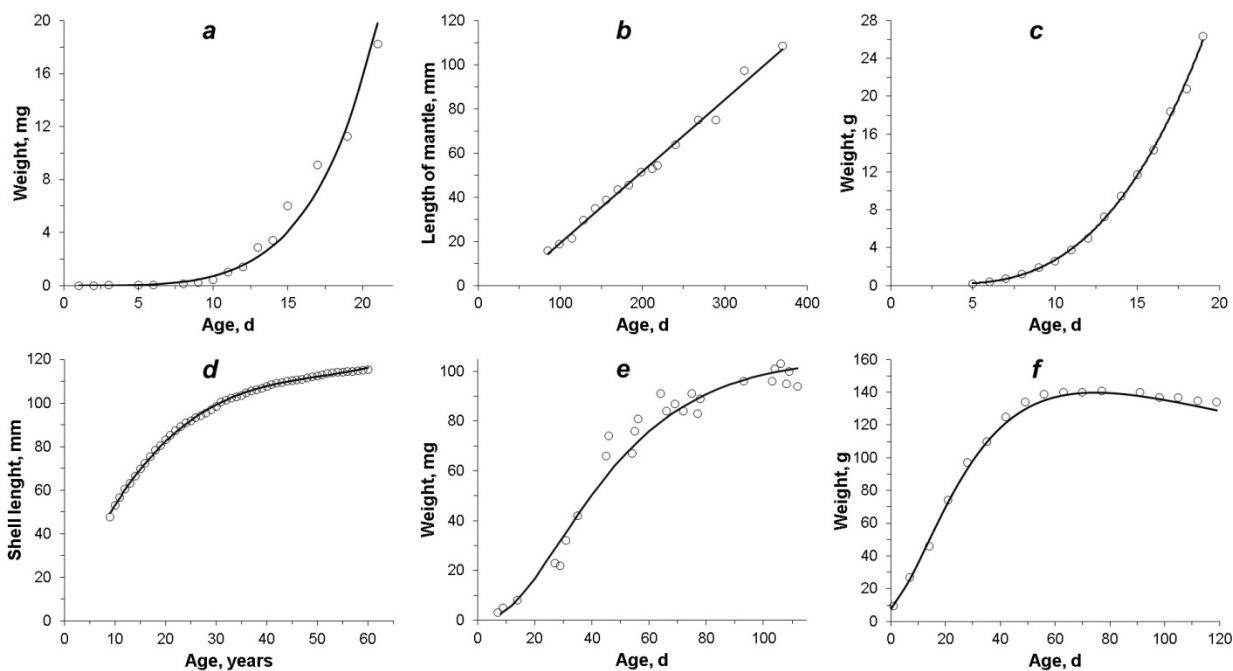 a
Weight, mg
20
16
12
8
4
0
0 5 10 15 20
Age, d
b
Length of mantle, mm
120
100
80
60
40
20
0
0 100 200 300 400
Age, d
c
Weight, g
28
24
20
16
12
8
4
0
0 5 10 15 20
Age, d
d
Shell lenght, mm
120
100
80
60
40
20
0
0 10 20 30 40 50 60
Age, years
e
Weight, mg
100
80
60
40
20
0
0 20 40 60 80 100
Age, d
f
Weight, g
160
140
120
100
80
60
40
20
0
0 20 40 60 80 100 120
Age, d